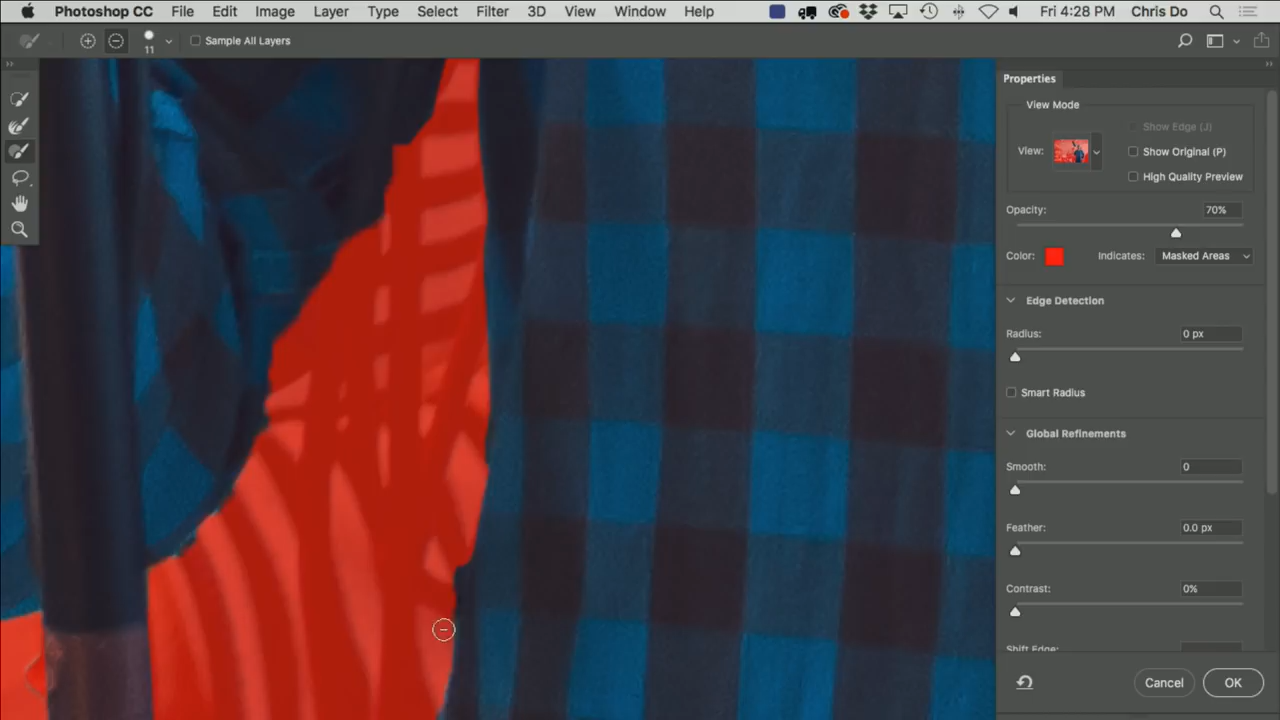 Photoshop CC File Edit Image Layer Type Select Filter 3D View Window Help Fri 4:28 PM Chris Do
11 Sample All Layers
Properties
View Mode
Show Edge (J)
View: Show Original (P)
High Quality Preview
Opacity: 70%
Color: Indicates: Masked Areas
Edge Detection
Radius: 0 px
Smart Radius
Global Refinements
Smooth: 0
Feather: 0.0 px
Contrast: 0%
Shift Edge:
Cancel OK